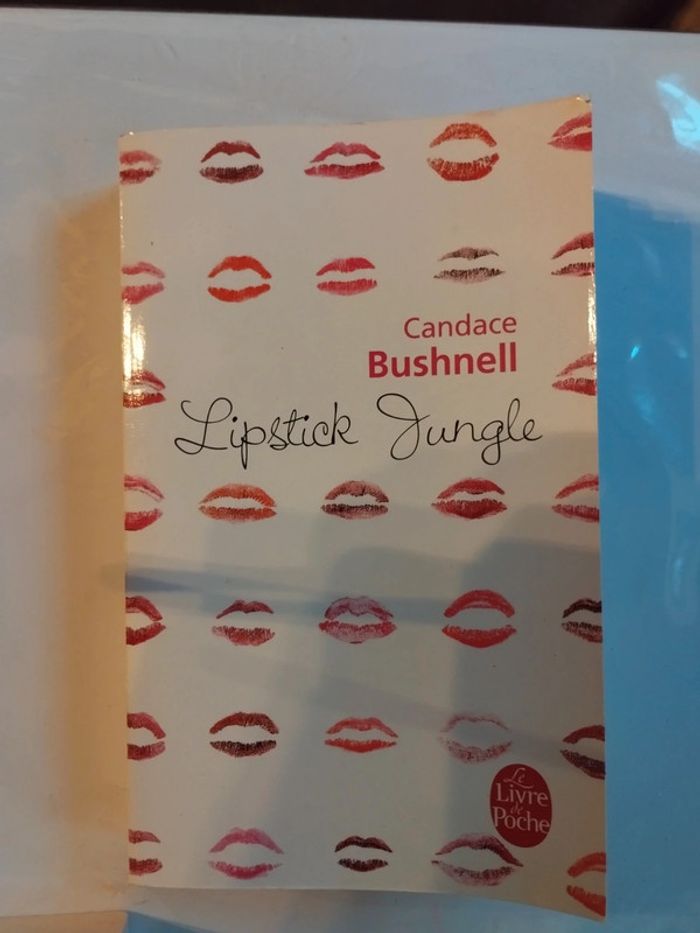 Candace
Bushnell
Lipstick Jungle
Le
Livre
de
Poche